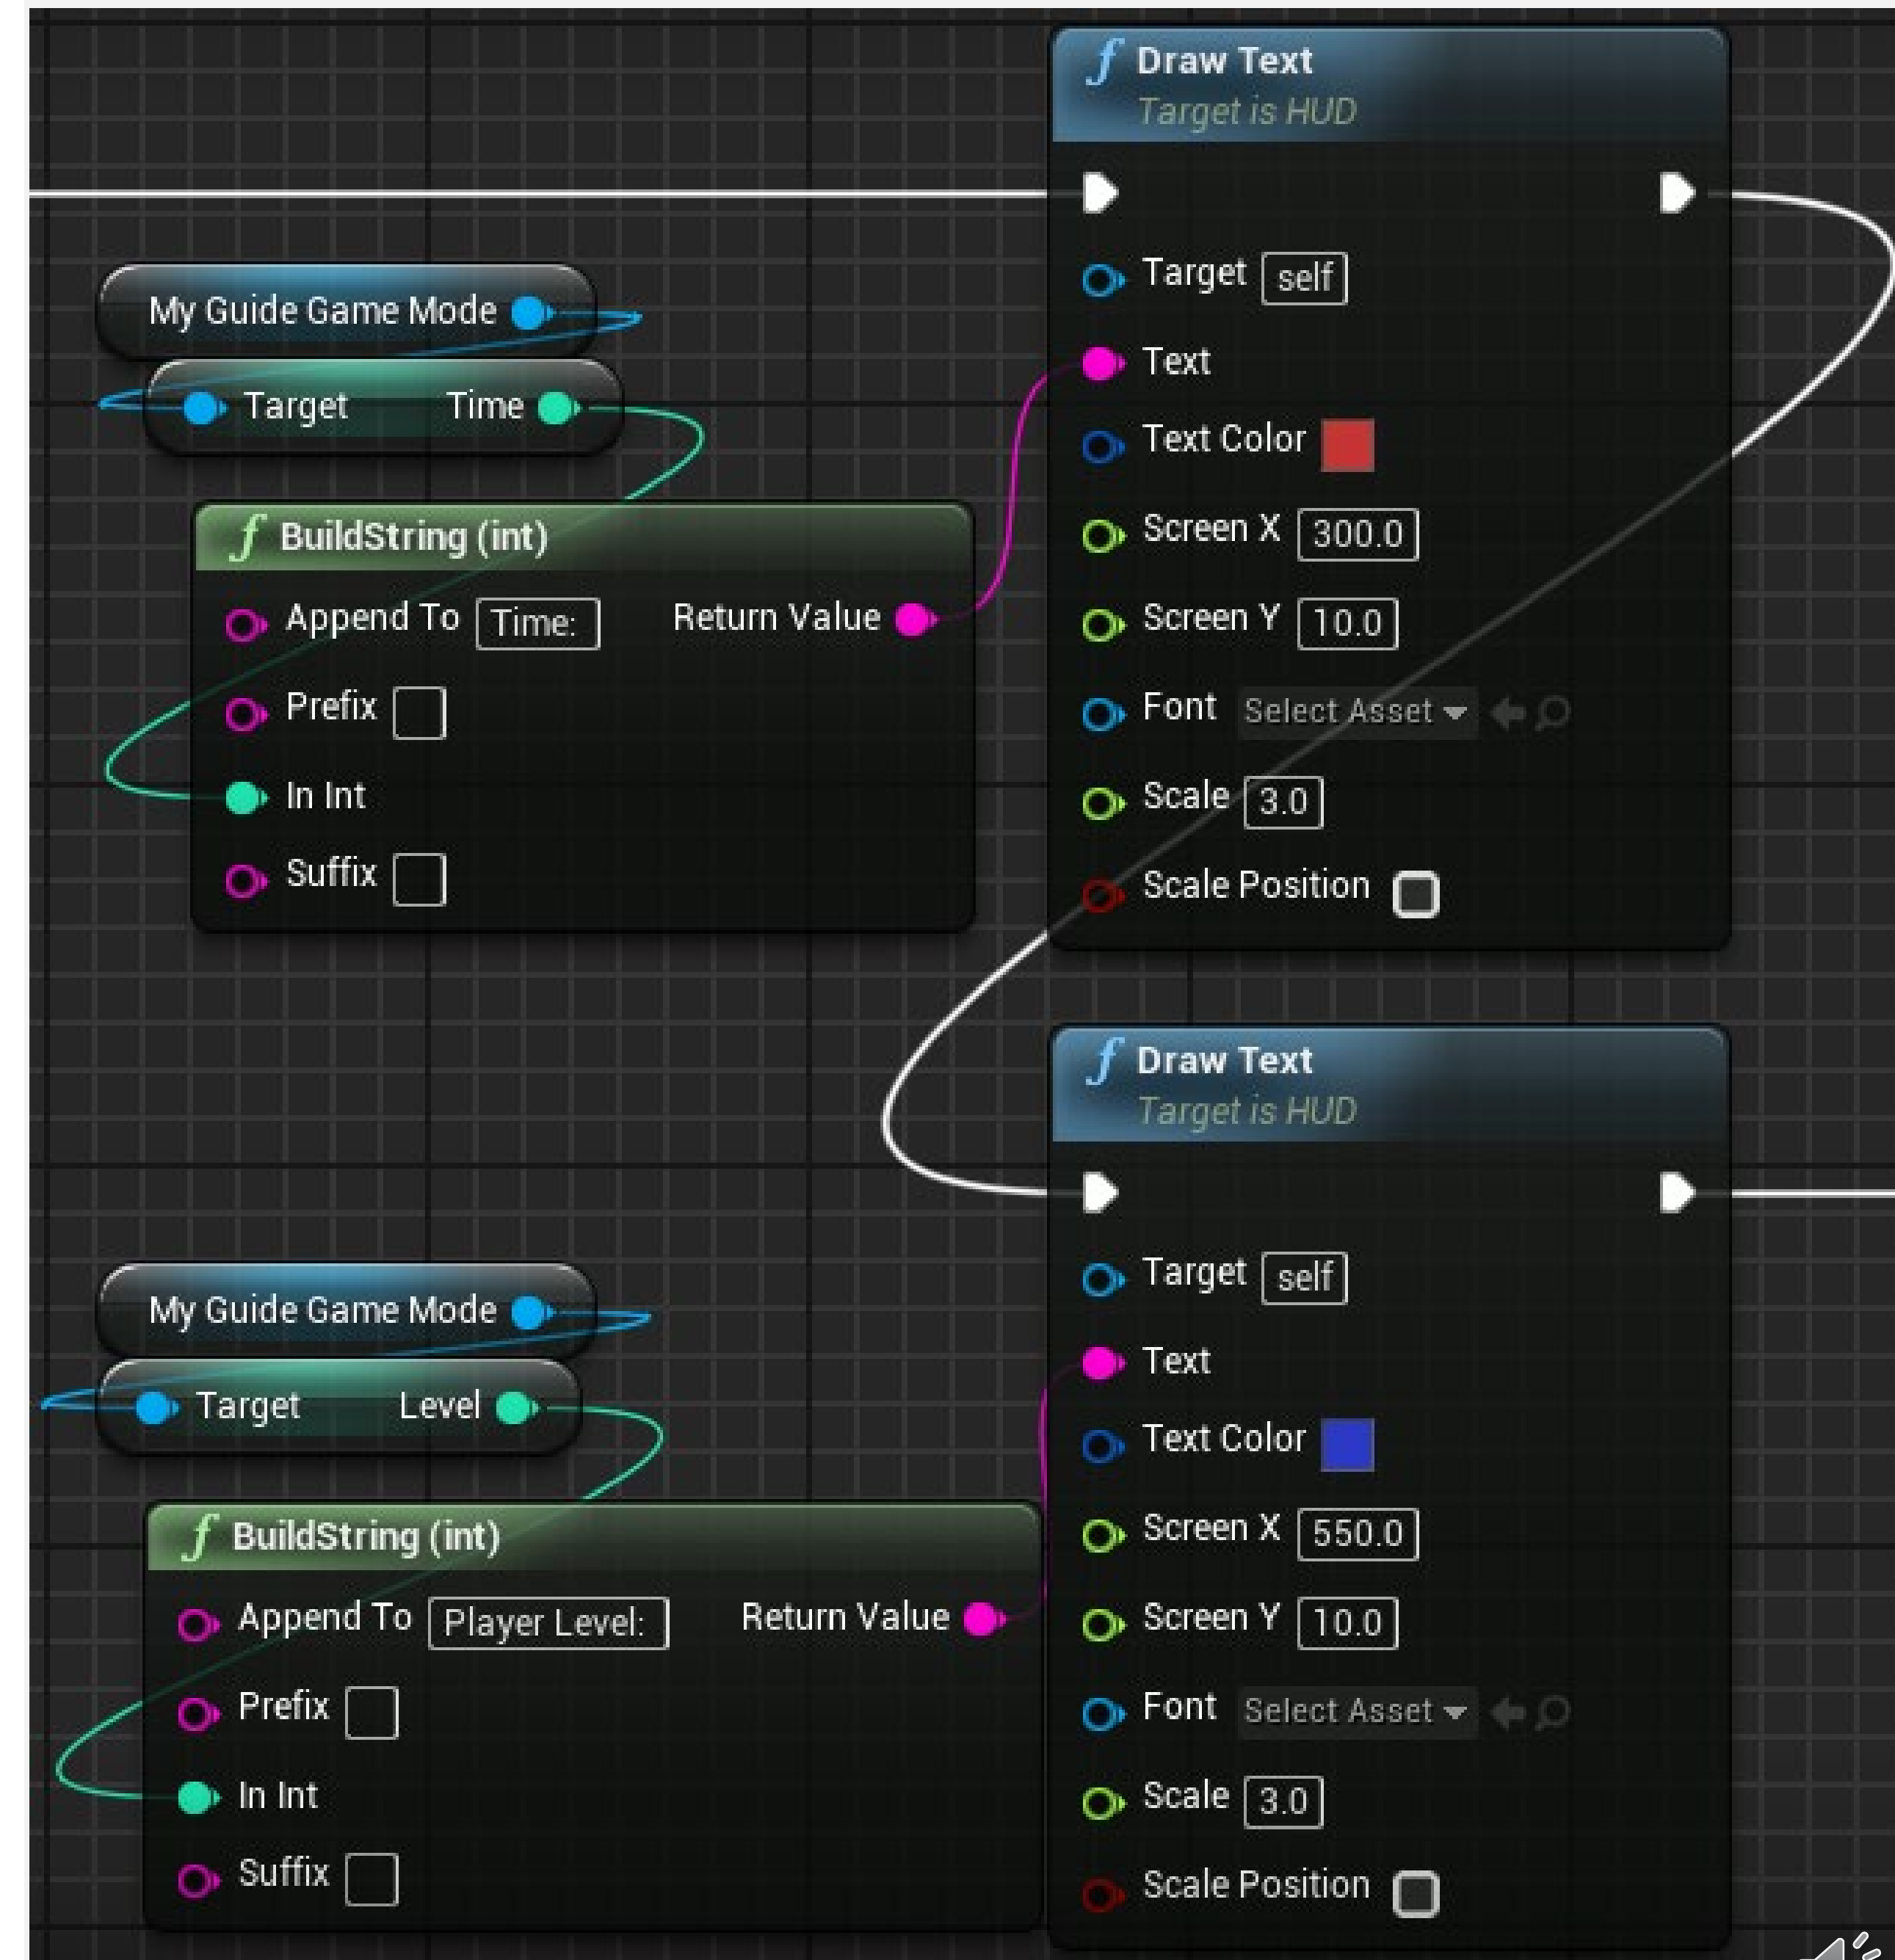 Draw Text
Target is HUD
Target self
Text
Text Color
Screen X 300.0
Screen Y 10.0
Font Select Asset
Scale 3.0
Scale Position
My Guide Game Mode
Target Time
BuildString (int)
Append To Time: Return Value
Prefix
In Int
Suffix
Draw Text
Target is HUD
Target self
Text
Text Color
Screen X 550.0
Screen Y 10.0
Font Select Asset
Scale 3.0
Scale Position
My Guide Game Mode
Target Level
BuildString (int)
Append To Player Level: Return Value
Prefix
In Int
Suffix